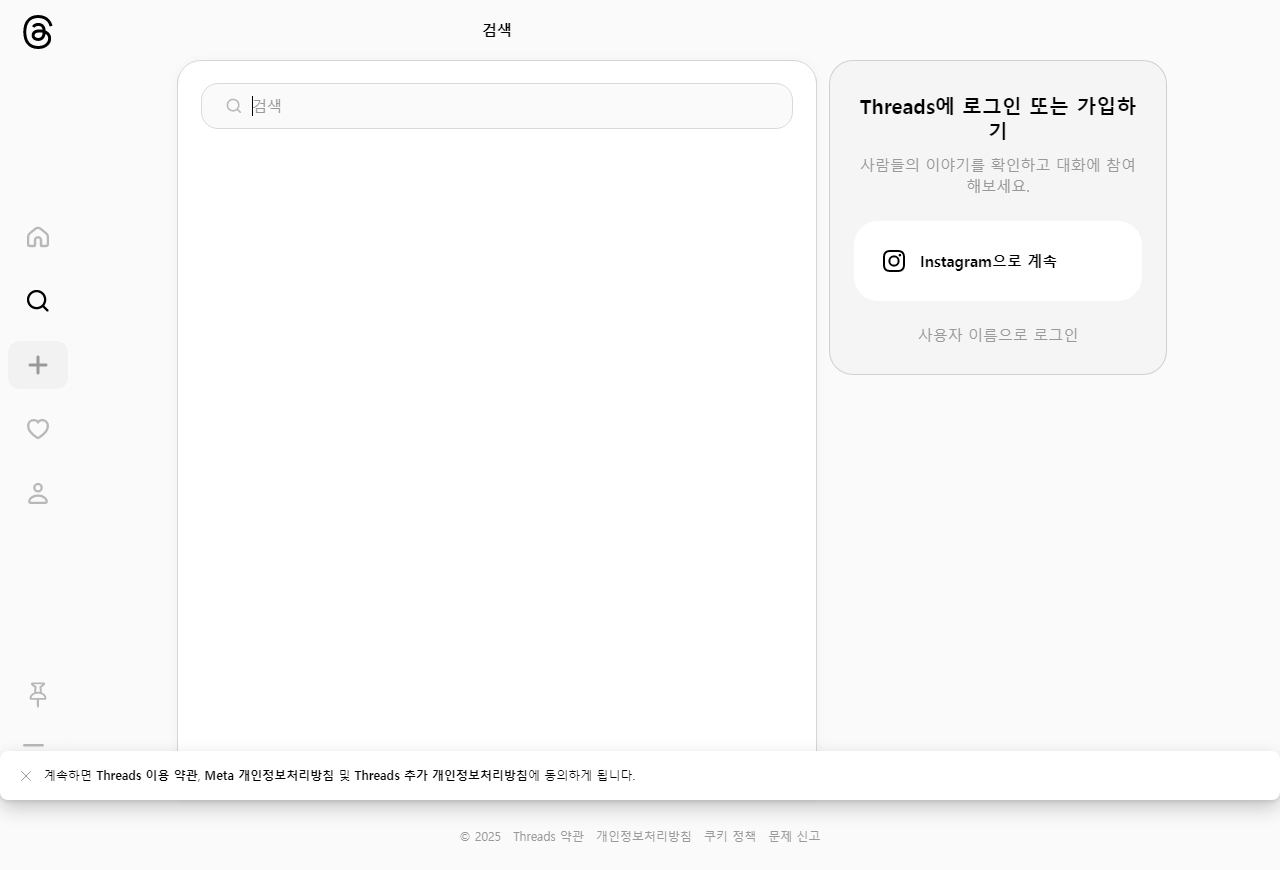 검색
검색
Threads에 로그인 또는 가입하
기
사람들의 이야기를 확인하고 대화에 참여
해보세요.
Instagram으로 계속
사용자 이름으로 로그인
계속하면 Threads 이용 약관, Meta 개인정보처리방침 및 Threads 추가 개인정보처리방침에 동의하게 됩니다.
© 2025 Threads 약관 개인정보처리방침 쿠키 정책 문제 신고